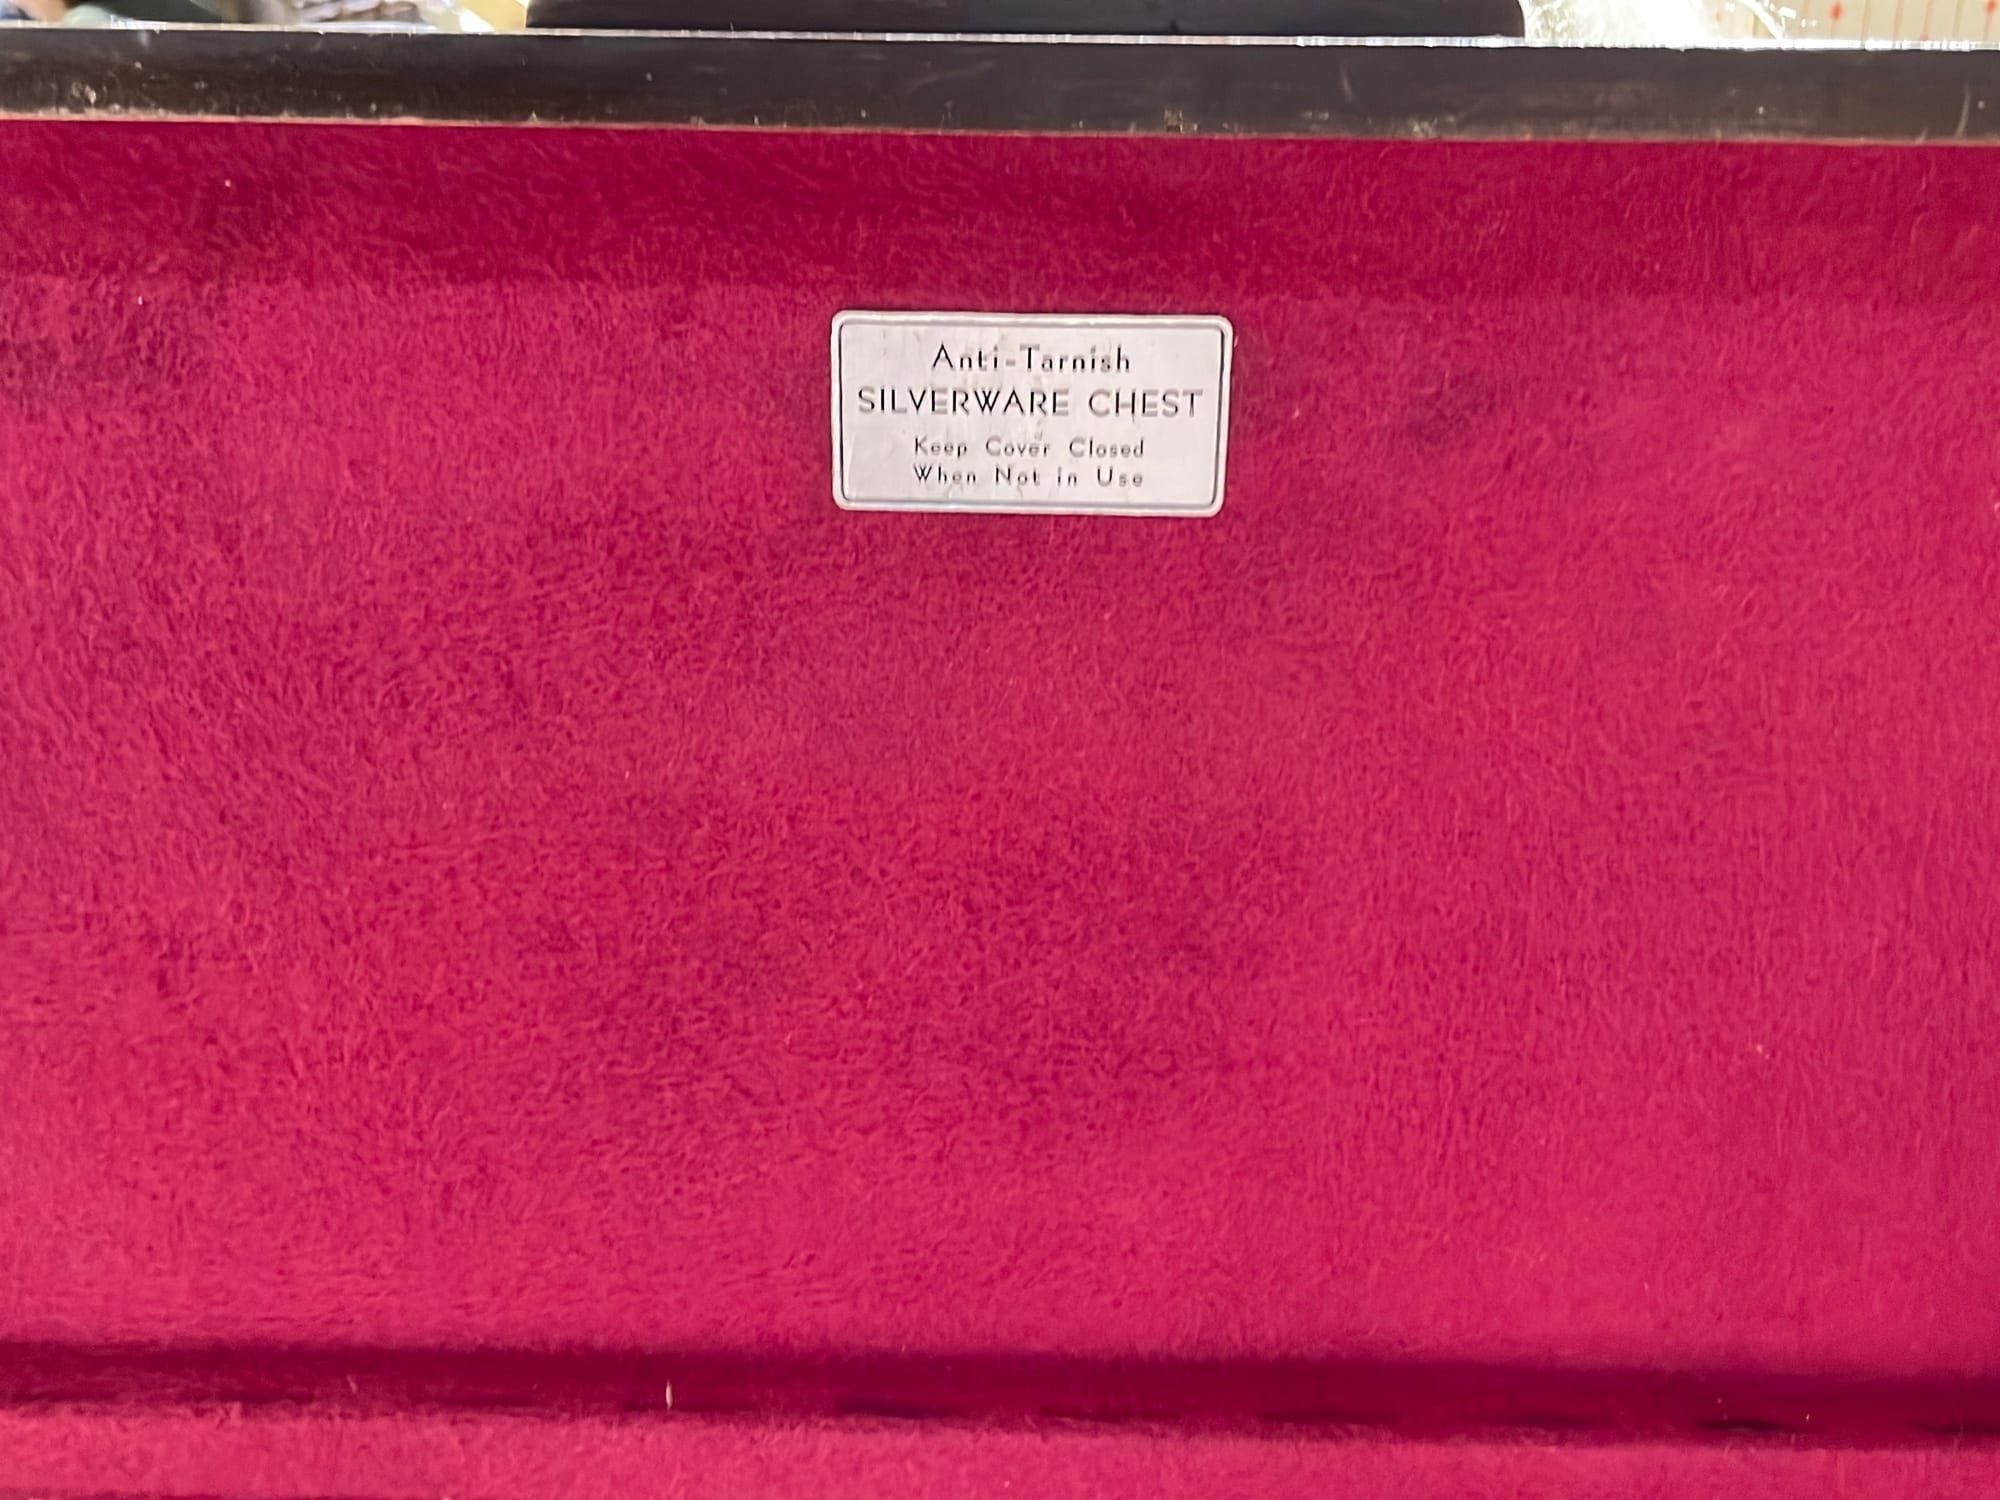 Anti-Tarnish
SILVERWARE CHEST
Keep Cover Closed
When Not in Use